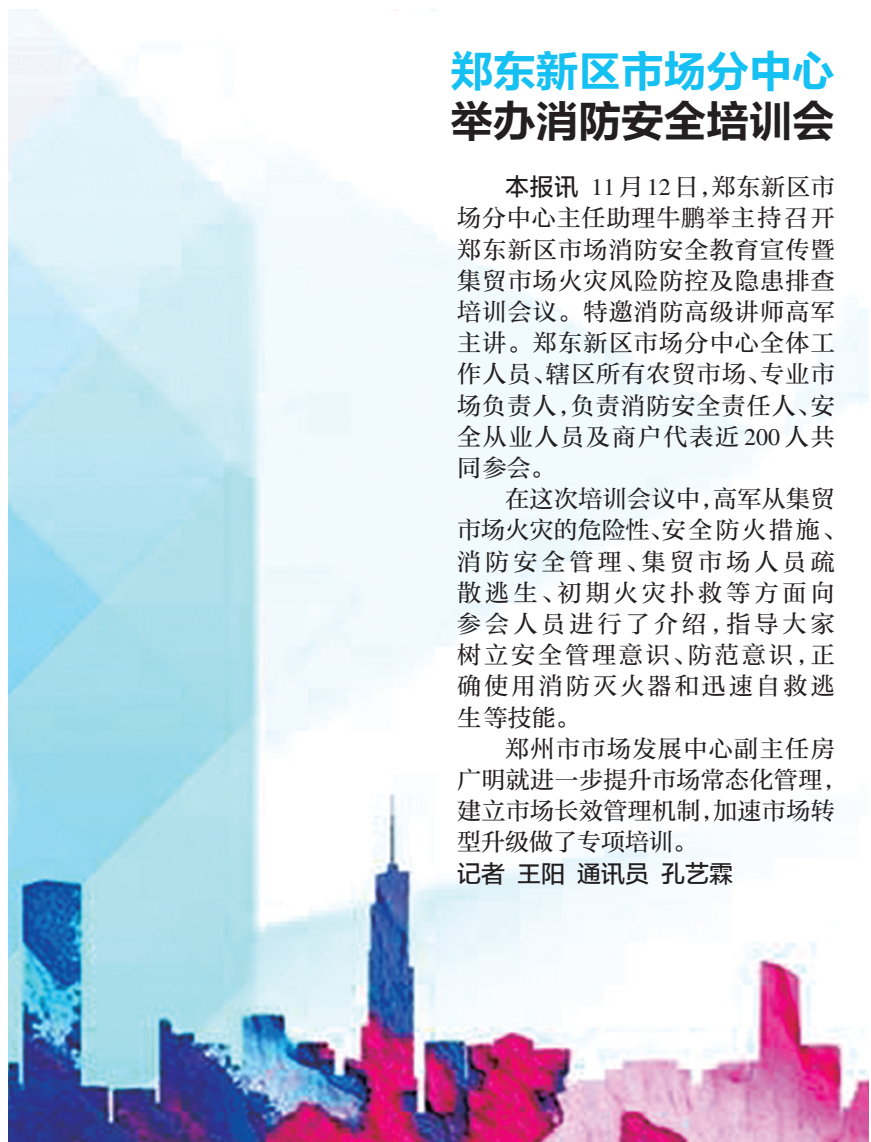 郑东新区市场分中心
举办消防安全培训会
本报讯 11月12日,郑东新区市
场分中心主任助理牛鹏举主持召开
郑东新区市场消防安全教育宣传暨
集贸市场火灾风险防控及隐患排查
培训会议。特邀消防高级讲师高军
主讲。郑东新区市场分中心全体工
作人员、辖区所有农贸市场、专业市
场负责人,负责消防安全责任人、安
全从业人员及商户代表近200人共
同参会。
在这次培训会议中,高军从集贸
市场火灾的危险性、安全防火措施、
消防安全管理、集贸市场人员疏
散逃生、初期火灾扑救等方面向
参会人员进行了介绍,指导大家
树立安全管理意识、防范意识,正
确使用消防灭火器和迅速自救逃
生等技能。
郑州市市场发展中心副主任房
广明就进一步提升市场常态化管理,
建立市场长效管理机制,加速市场转
型升级做了专项培训。
记者 王阳 通讯员 孔艺霖